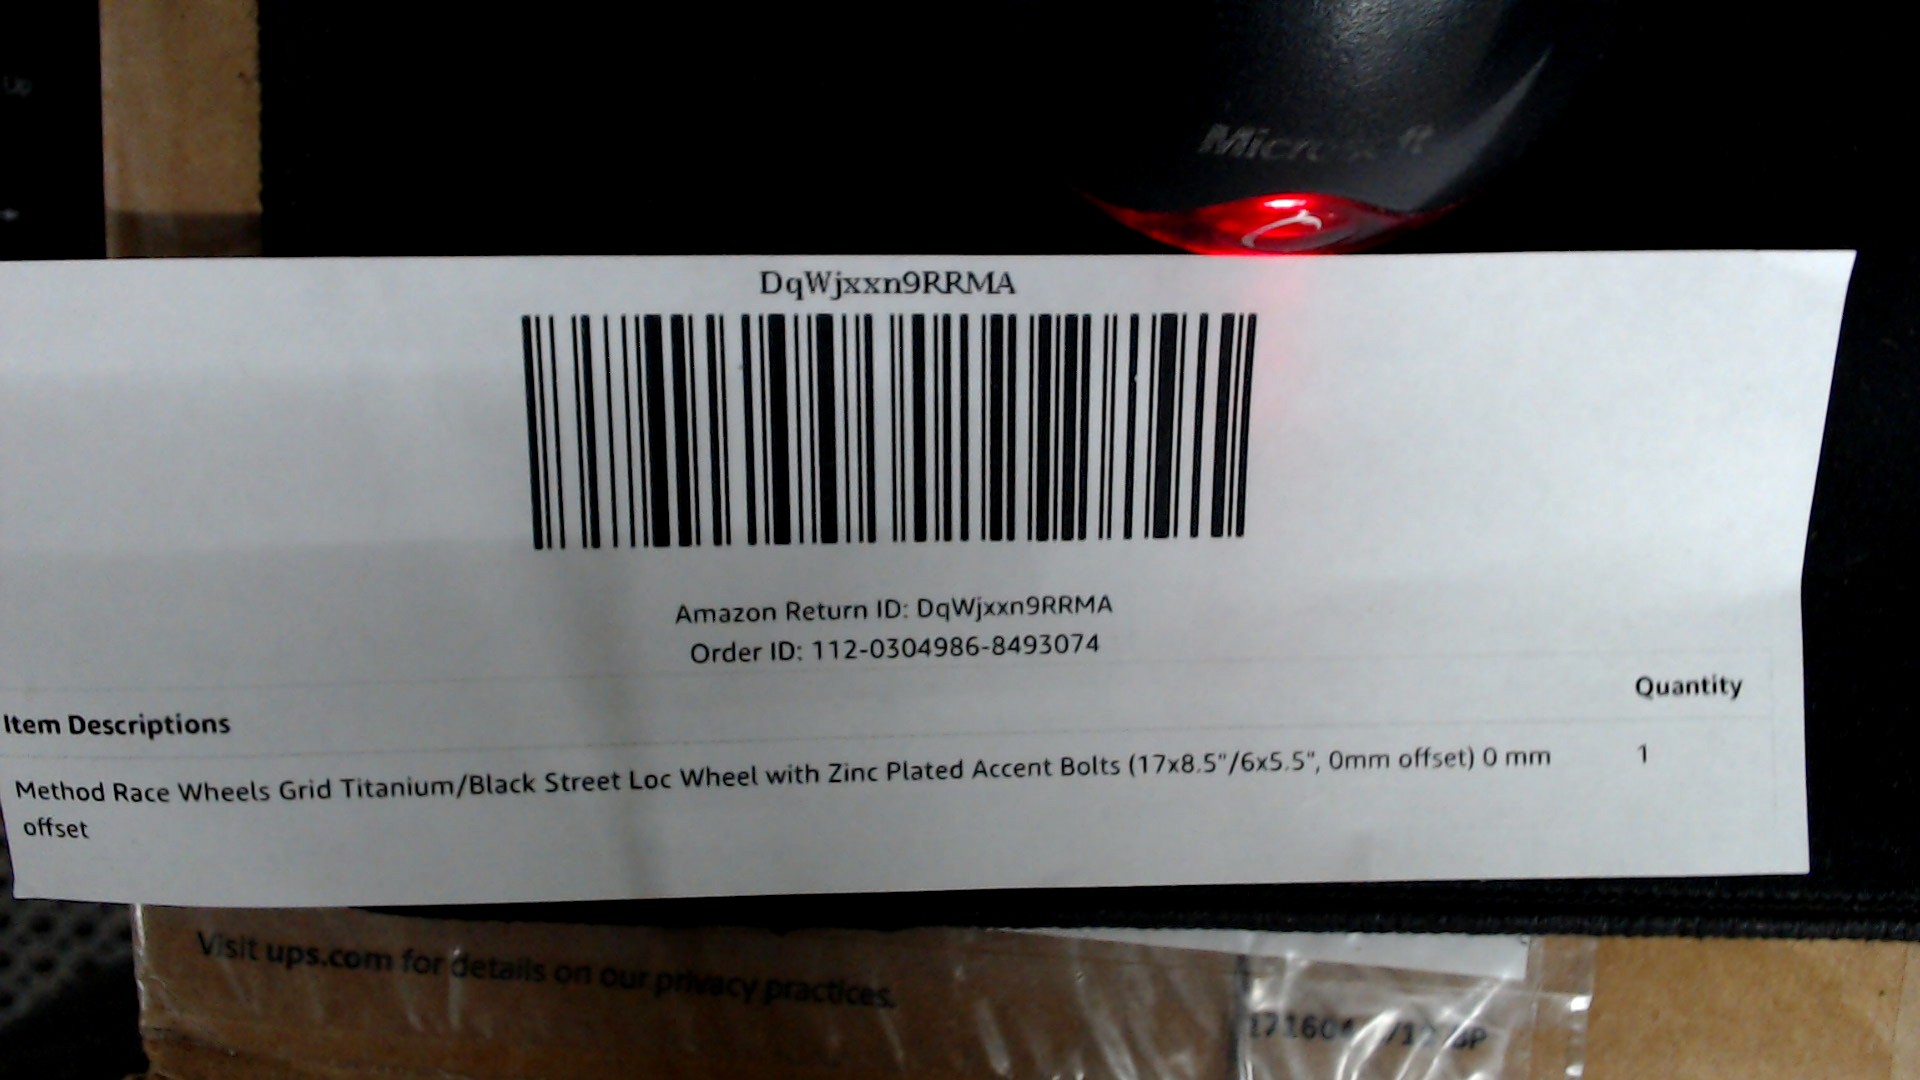 Up
Microsoft
DqWjxxn9RRMA
Amazon Return ID: DqWjxxn9RRMA
Order ID: 112-0304986-8493074
Quantity
Item Descriptions
Method Race Wheels Grid Titanium/Black Street Loc Wheel with Zinc Plated Accent Bolts (17x8.5"/6x5.5", 0mm offset) 0 mm 1
offset
Visit ups.com for details on our privacy practices.